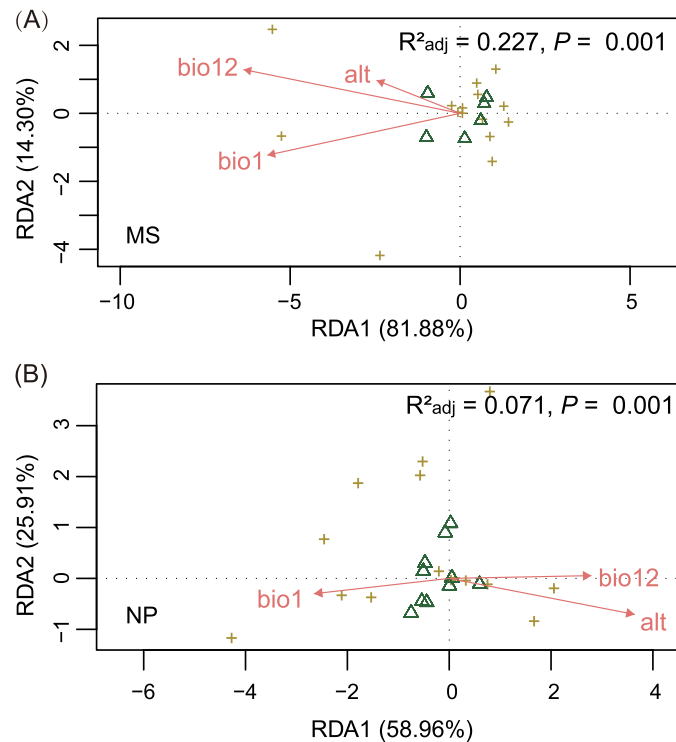 (A)
R²adj = 0.227, P = 0.001
bio12
alt
bio1
MS
RDA2 (14.30%)
2
0
−2
−4
−10
−5
0
5
RDA1 (81.88%)
(B)
R²adj = 0.071, P = 0.001
bio12
bio1
alt
NP
RDA2 (25.91%)
3
2
1
0
−1
−6
−4
−2
0
2
4
RDA1 (58.96%)